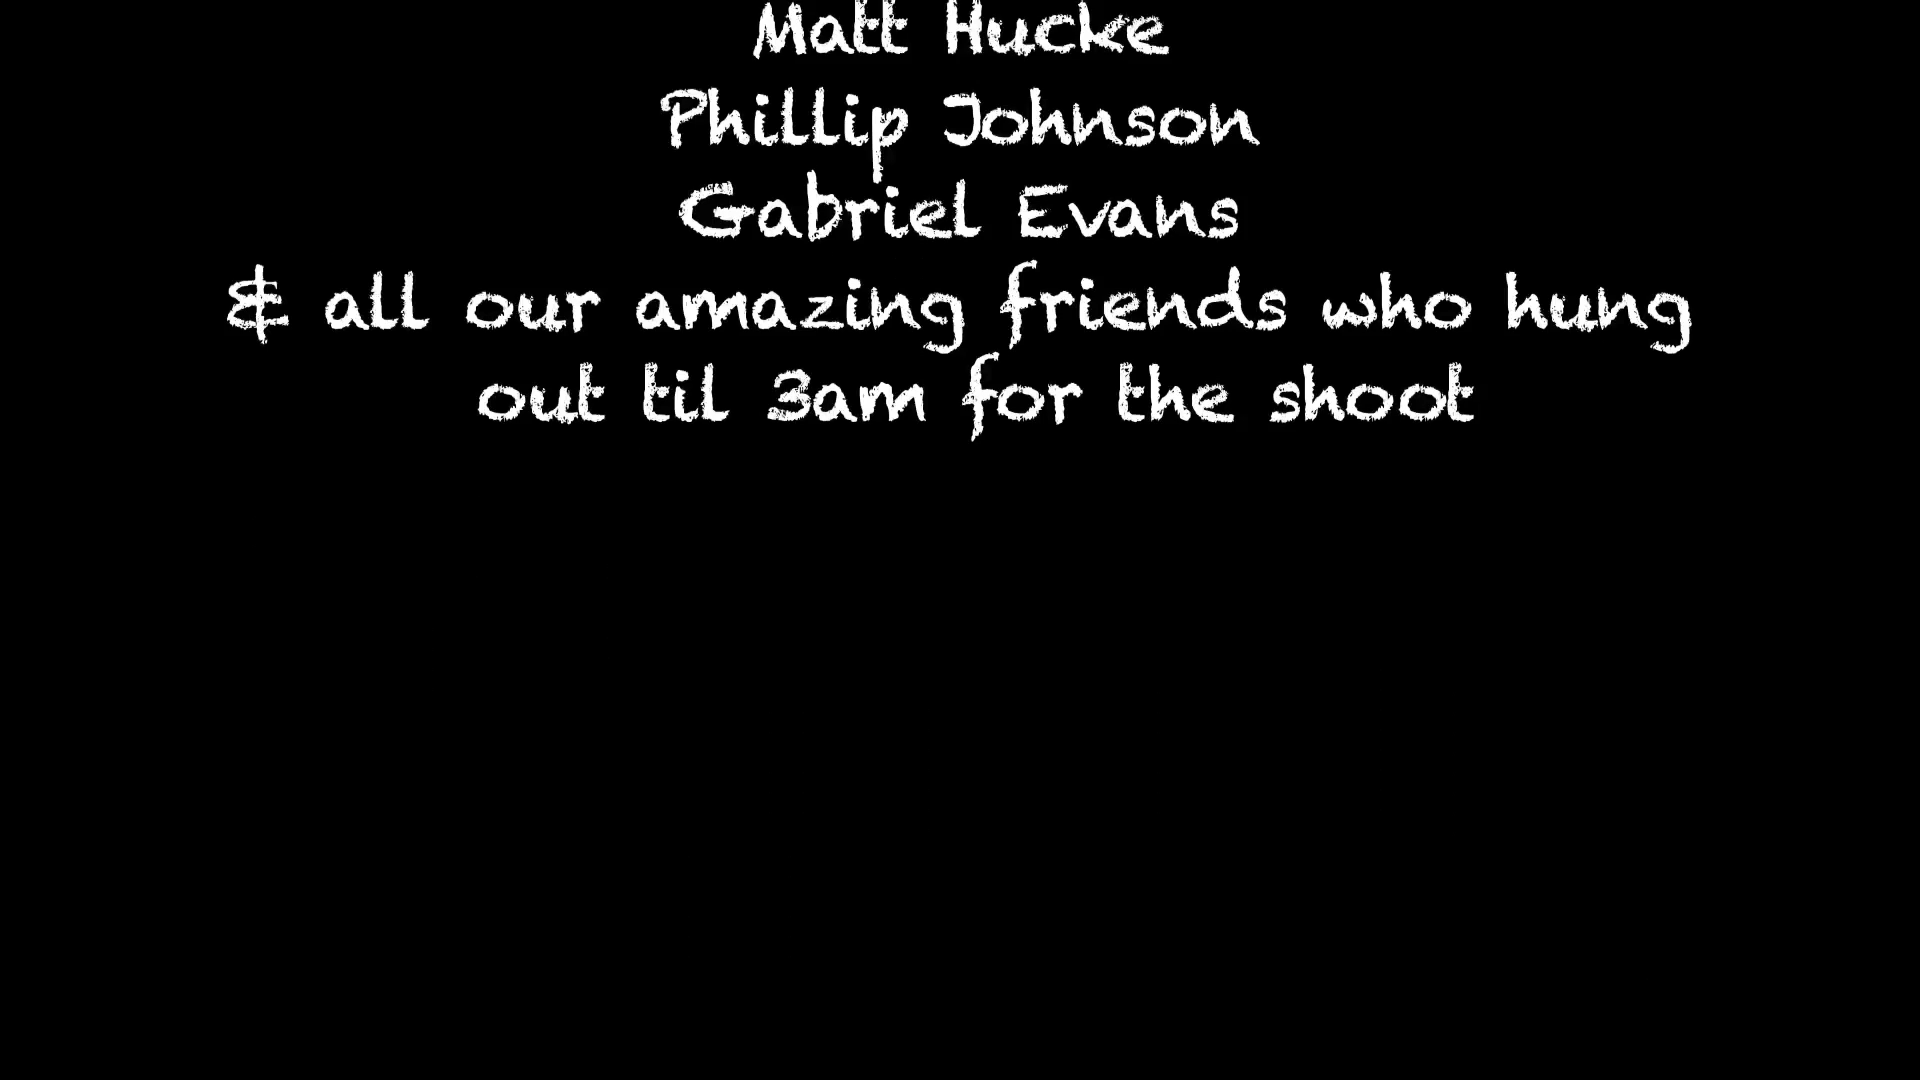 Matt Hucke
Phillip Johnson
Gabriel Evans
& all our amazing friends who hung
out til 3am for the shoot